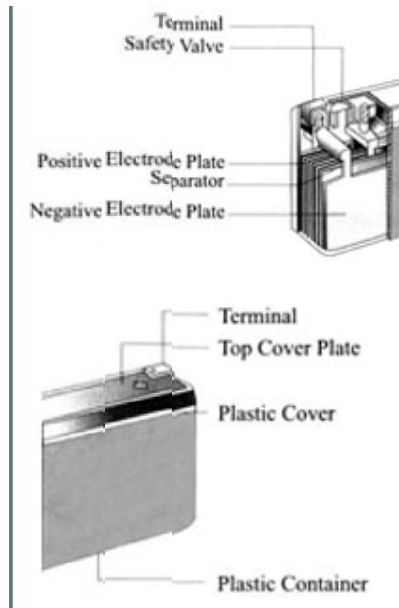 Terminal
Safety Valve
Positive Electrode Plate
Separator
Negative Electrode Plate
Terminal
Top Cover Plate
Plastic Cover
Plastic Container